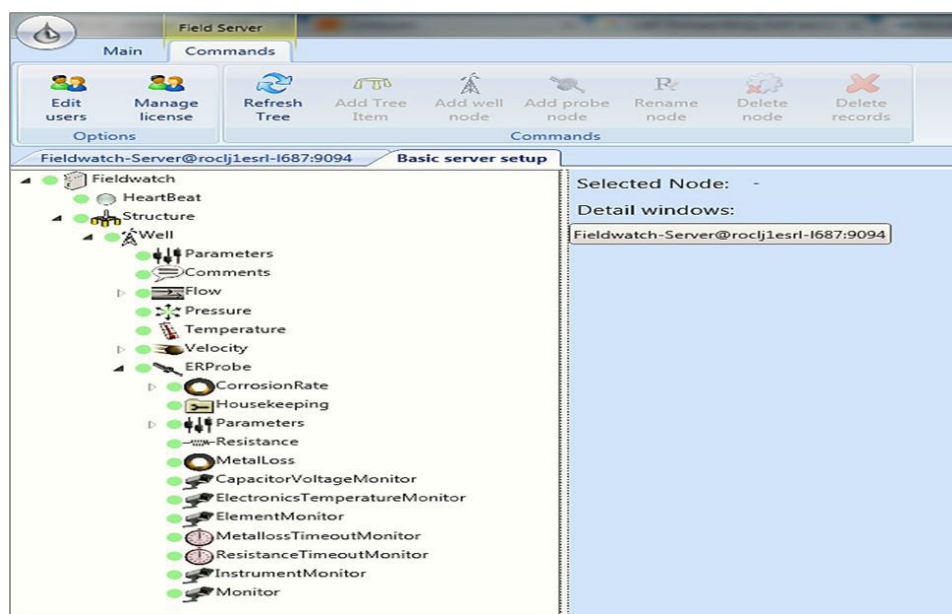 Field Server
Main Commands
Edit users
Manage license
Refresh Tree
Add Tree Item
Add well node
Add probe node
Rename node
Delete node
Delete records
Options
Commands
Fieldwatch-Server@roclj1esrl-l687:9094
Basic server setup
Fieldwatch
HeartBeat
Structure
Well
Parameters
Comments
Flow
Pressure
Temperature
Velocity
ERProbe
CorrosionRate
Housekeeping
Parameters
Resistance
MetalLoss
CapacitorVoltageMonitor
ElectronicsTemperatureMonitor
ElementMonitor
MetallossTimeoutMonitor
ResistanceTimeoutMonitor
InstrumentMonitor
Monitor
Selected Node: -
Detail windows:
Fieldwatch-Server@roclj1esrl-l687:9094